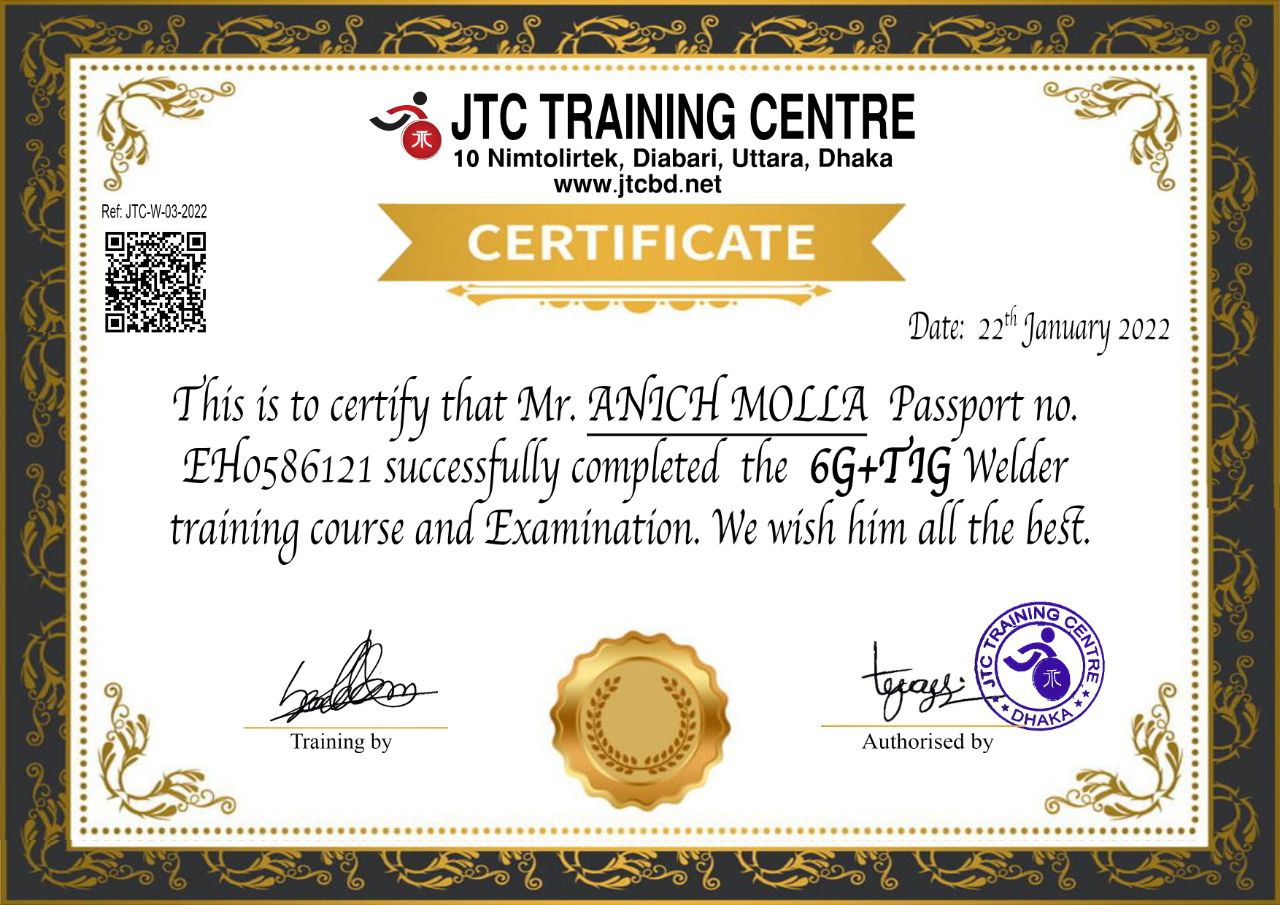 JTC TRAINING CENTRE
10 Nimtolirtek, Diabari, Uttara, Dhaka
www.jtcbd.net
Ref: JTC-W-03-2022
CERTIFICATE
Date: 22th January 2022
This is to certify that Mr. ANICH MOLLA Passport no.
EH0586121 successfully completed the 6G+TIG Welder
training course and Examination. We wish him all the best.
JTC TRAINING CENTRE
DHAKA
Training by
Authorised by